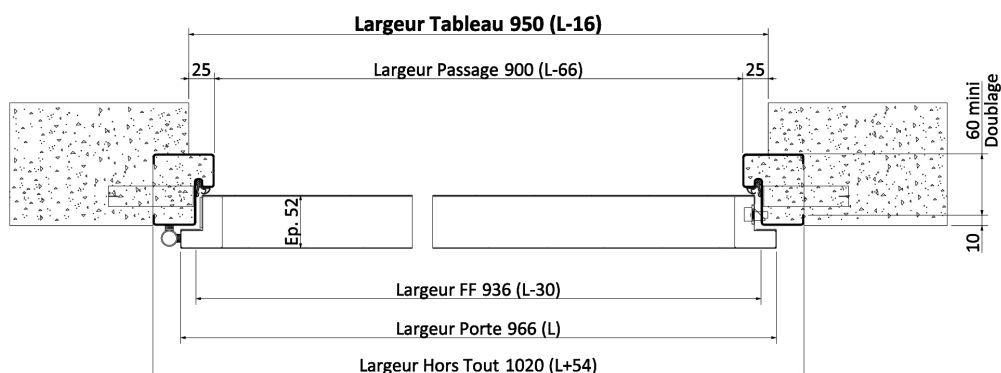 Largeur Tableau 950 (L-16)
25
Largeur Passage 900 (L-66)
25
60 mini
Doublage
Ep. 52
10
Largeur FF 936 (L-30)
Largeur Porte 966 (L)
Largeur Hors Tout 1020 (L+54)